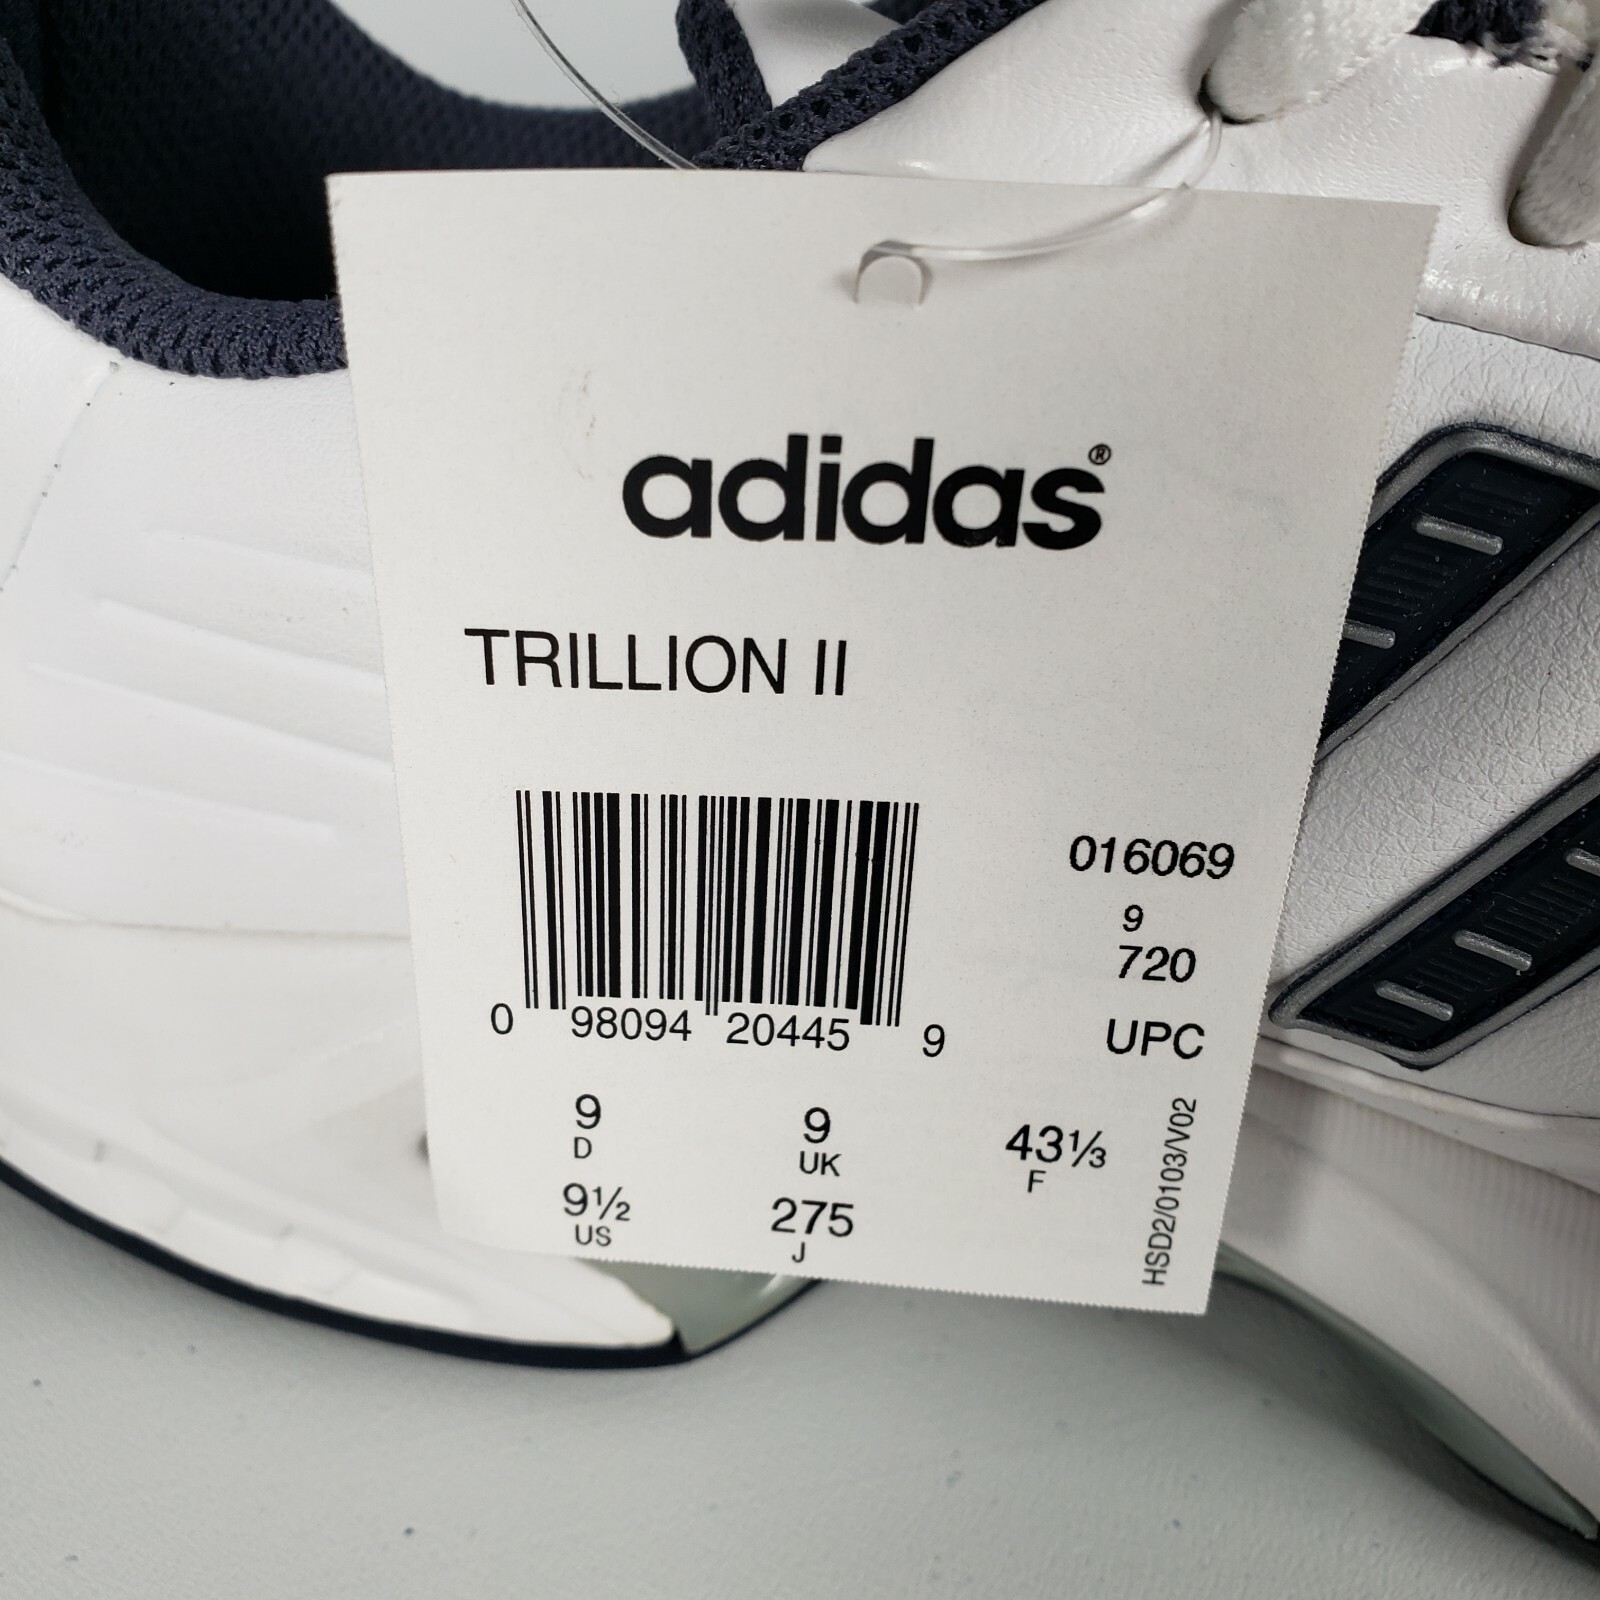 adidas®
TRILLION II
016069
9
720
UPC
0 98094 20445 9
9 9 43⅓
D UK F
9½ 275
US J
HSD2/0103/V02